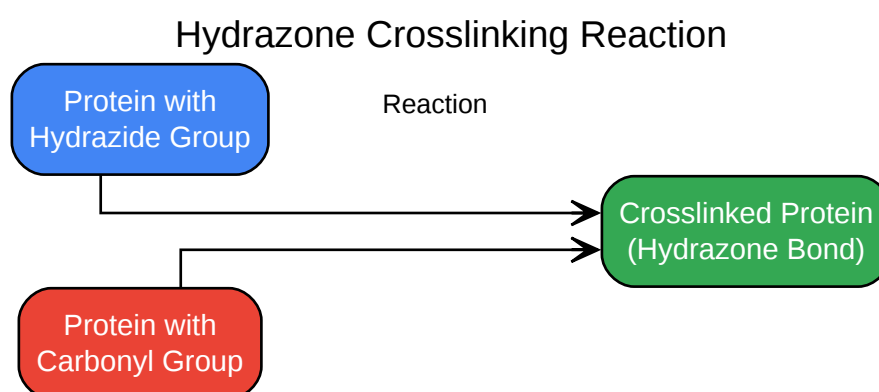 Hydrazone Crosslinking Reaction
Protein with
Hydrazide Group
Reaction
Crosslinked Protein
(Hydrazone Bond)
Protein with
Carbonyl Group